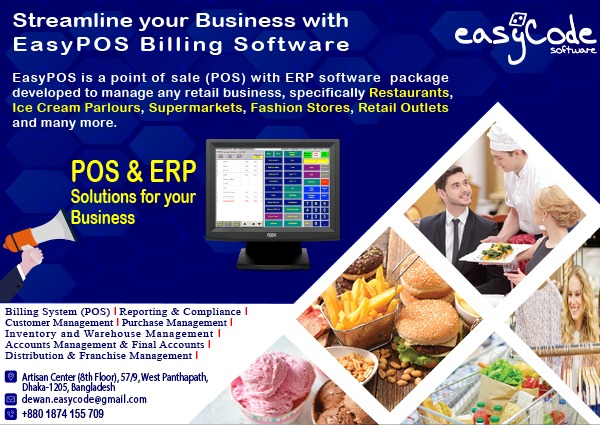 Streamline your Business with
EasyPOS Billing Software
easyCode
software
EasyPOS is a point of sale (POS) with ERP software package
developed to manage any retail business, specifically Restaurants,
Ice Cream Parlours, Supermarkets, Fashion Stores, Retail Outlets
and many more.
POS & ERP
Solutions for your
Business
Billing System (POS) | Reporting & Compliance |
Customer Management | Purchase Management |
Inventory and Warehouse Management |
Accounts Management & Final Accounts |
Distribution & Franchise Management |
Artisan Center (8th Floor), 57/9, West Panthapath,
Dhaka-1205, Bangladesh
dewan.easycode@gmail.com
+880 1874 155 709